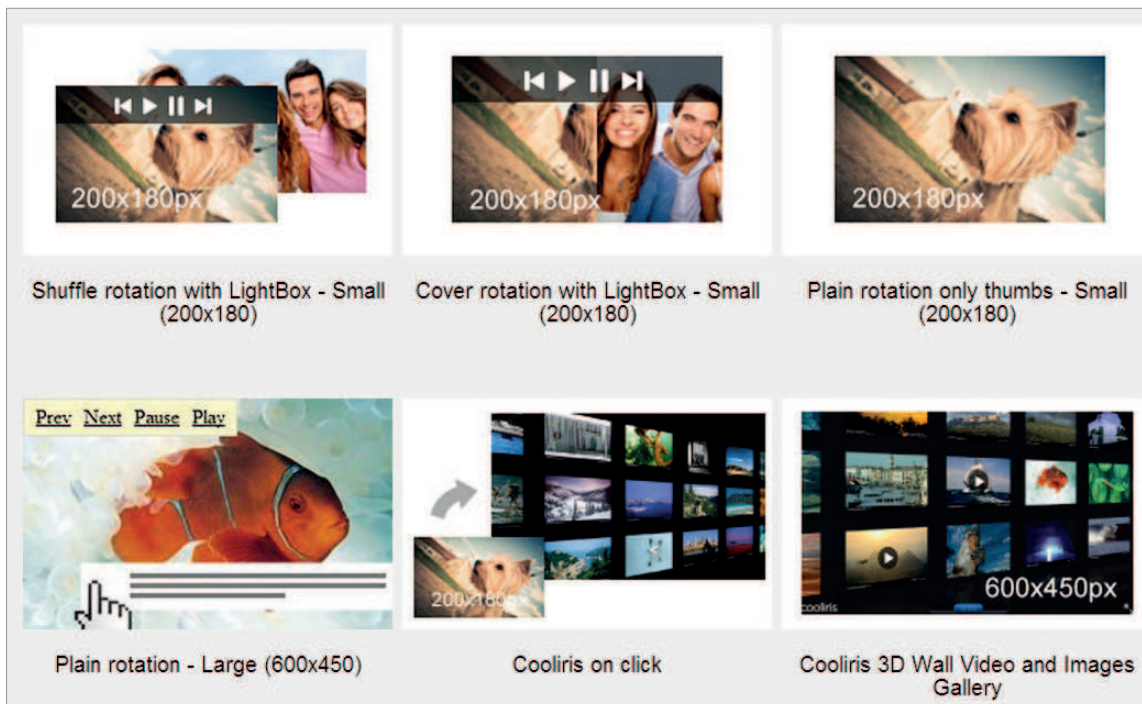 200x180px
200x180px
200x180px
Shuffle rotation with LightBox - Small
(200x180)
Cover rotation with LightBox - Small
(200x180)
Plain rotation only thumbs - Small
(200x180)
Prev Next Pause Play
200x180px
600x450px
cooliris
Plain rotation - Large (600x450)
Cooliris on click
Cooliris 3D Wall Video and Images
Gallery